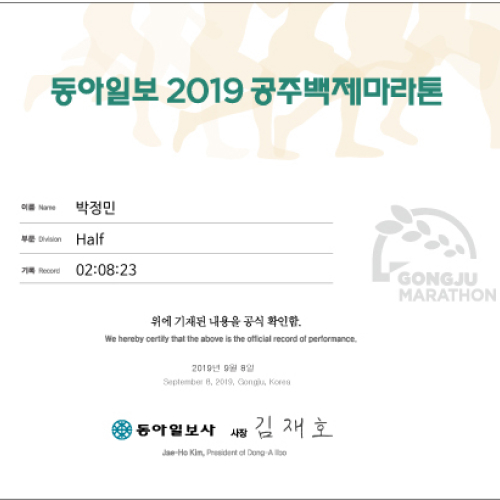 동아일보 2019 공주백제마라톤
이름 Name 박정민
부문 Division Half
기록 Record 02:08:23
GONGJU
MARATHON
위에 기재된 내용을 공식 확인함.
We hereby certify that the above is the official record of performance.
2019년 9월 8일
September 8, 2019, Gongju, Korea
동아일보사 사장 김재호
Jae-Ho Kim, President of Dong-A Ilbo